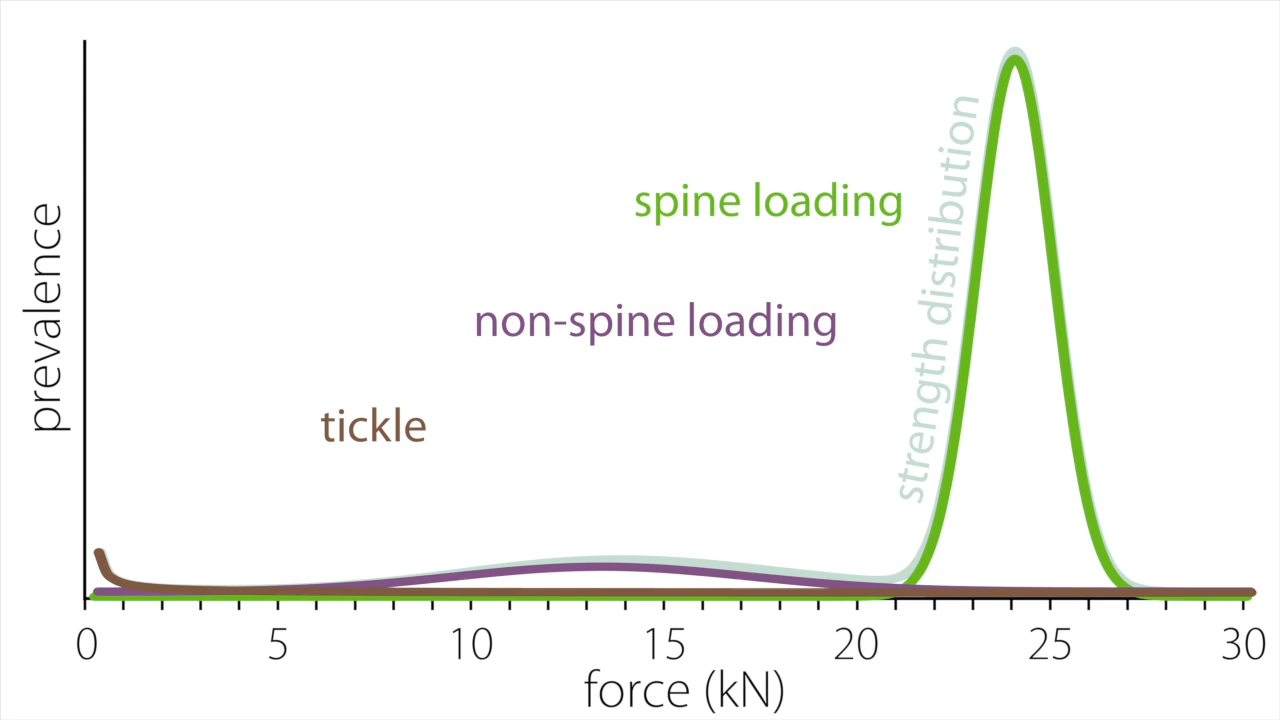 prevalence
spine loading
strength distribution
non-spine loading
tickle
0 5 10 15 20 25 30
force (kN)